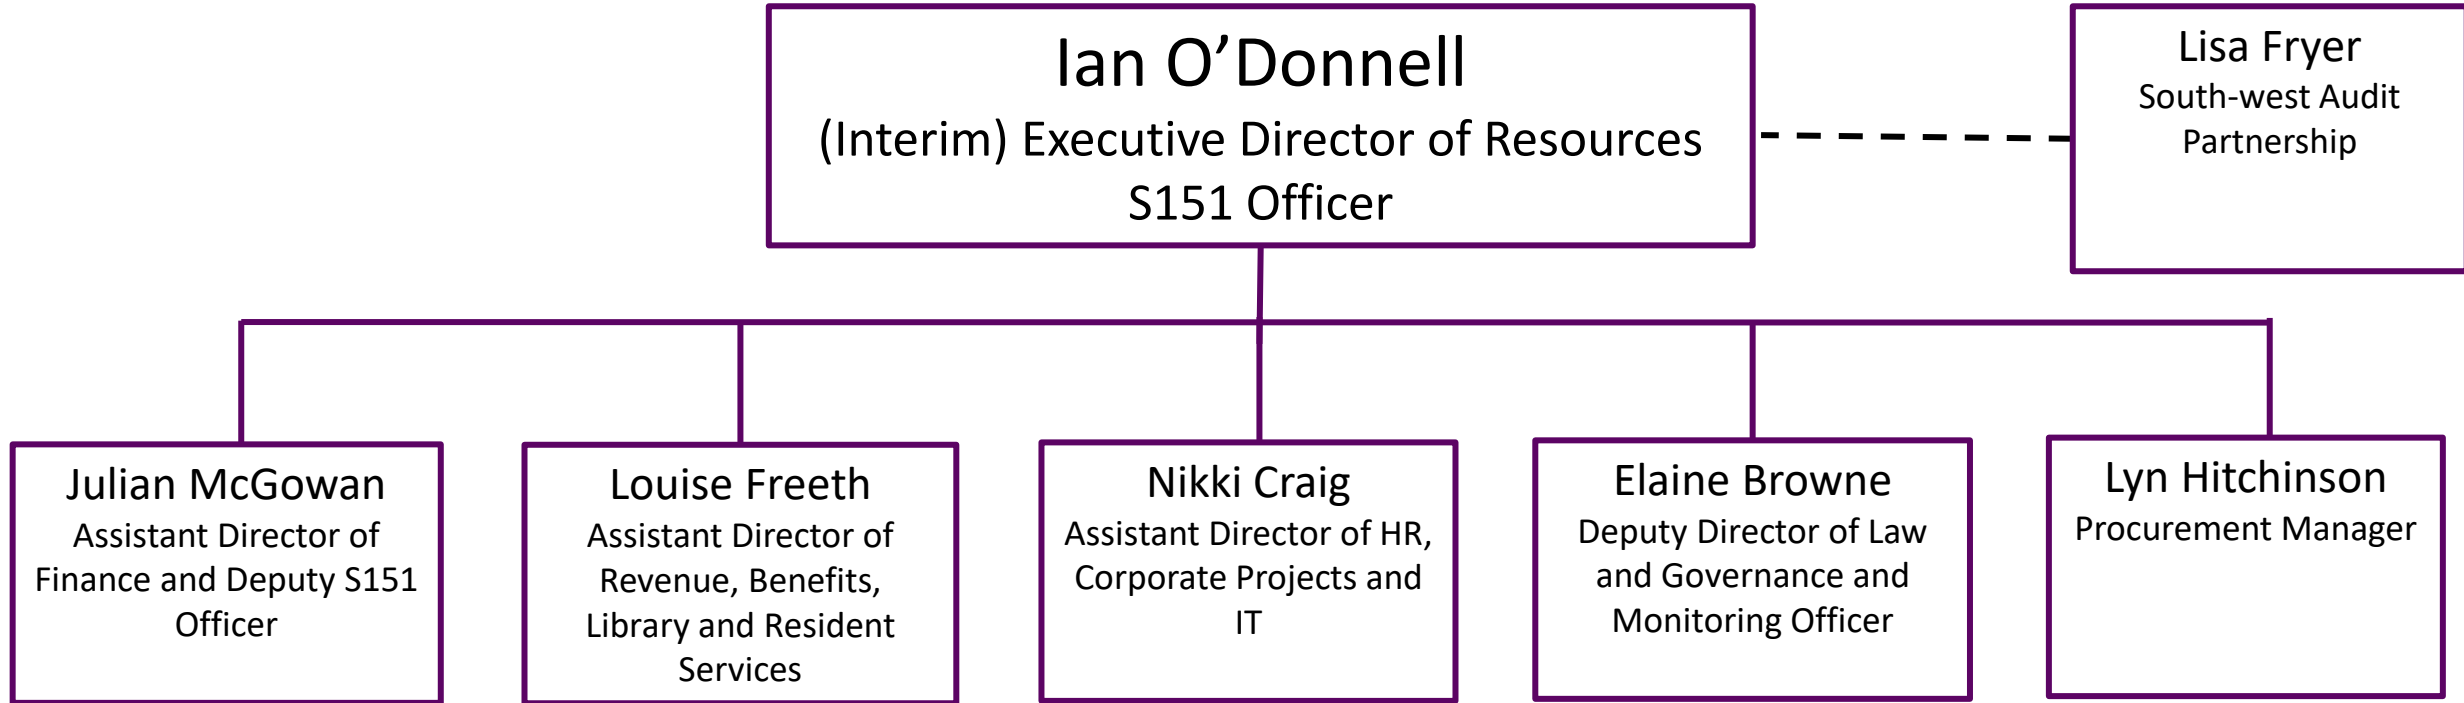 Ian O’Donnell
(Interim) Executive Director of Resources
S151 Officer
Lisa Fryer
South-west Audit
Partnership
Julian McGowan
Assistant Director of
Finance and Deputy S151
Officer
Louise Freeth
Assistant Director of
Revenue, Benefits,
Library and Resident
Services
Nikki Craig
Assistant Director of HR,
Corporate Projects and
IT
Elaine Browne
Deputy Director of Law
and Governance and
Monitoring Officer
Lyn Hitchinson
Procurement Manager